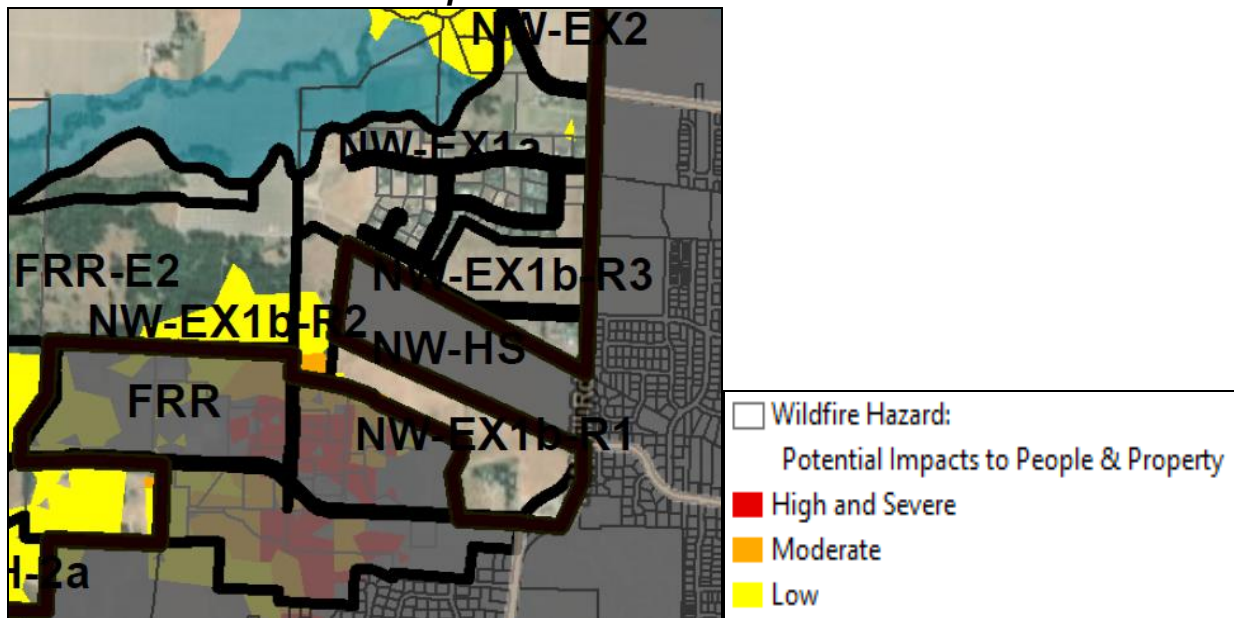 NW-EX2
NW-EX1a
FRR-E2
NW-EX1b-R3
NW-EX1b-R2
NW-HS
FRR
NW-EX1b-R1
H-2a
Wildfire Hazard:
Potential Impacts to People & Property
High and Severe
Moderate
Low